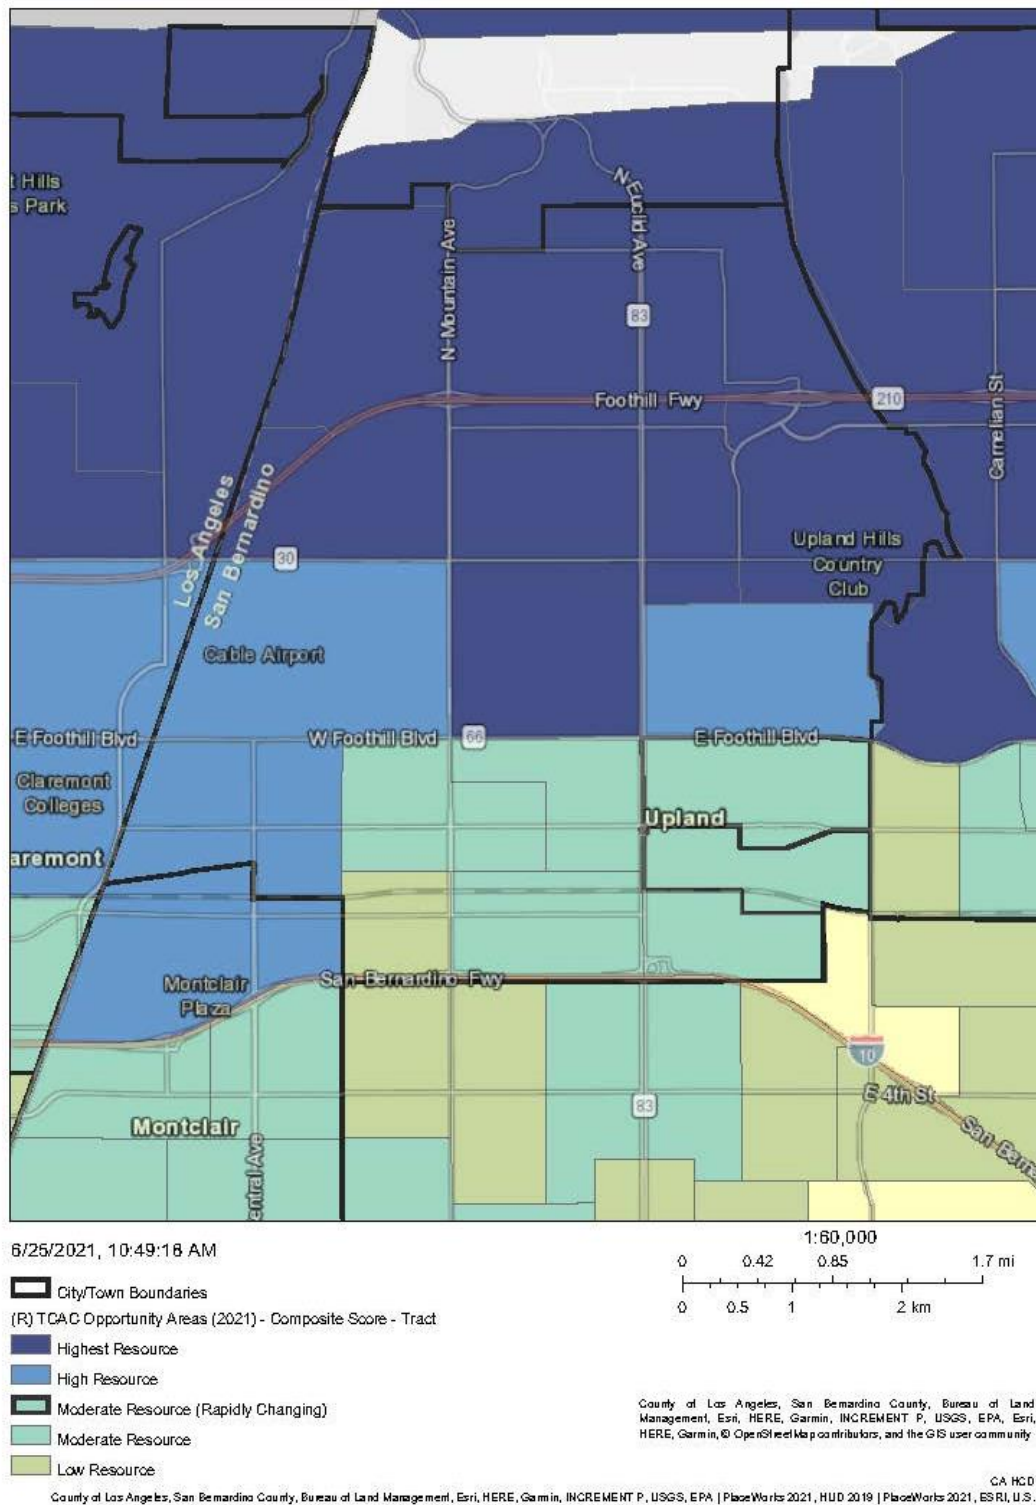 t Hills
s Park
N Euclid Ave
N Mountain Ave
83
Foothill Fwy
210
Carnelian St
Los Angeles
San Bernardino
30
Upland Hills
Country
Club
Cable Airport
E Foothill Blvd
W Foothill Blvd
66
E Foothill Blvd
Claremont
Colleges
Upland
aremont
Montclair
Plaza
San Bernardino Fwy
10
83
E 4th St
Montclair
entral Ave
San Berna
6/25/2021, 10:49:18 AM
1:60,000
0 0.42 0.85 1.7 mi
0 0.5 1 2 km
City/Town Boundaries
(R) TCAC Opportunity Areas (2021) - Composite Score - Tract
Highest Resource
High Resource
Moderate Resource (Rapidly Changing)
Moderate Resource
Low Resource
County of Los Angeles, San Bernardino County, Bureau of Land
Management, Esri, HERE, Garmin, INCREMENT P, USGS, EPA, Esri,
HERE, Garmin, © OpenStreetMap contributors, and the GIS user community
CA HCD
County of Los Angeles, San Bernardino County, Bureau of Land Management, Esri, HERE, Garmin, INCREMENT P, USGS, EPA | PlaceWorks 2021, HUD 2019 | PlaceWorks 2021, ESRI, U.S.